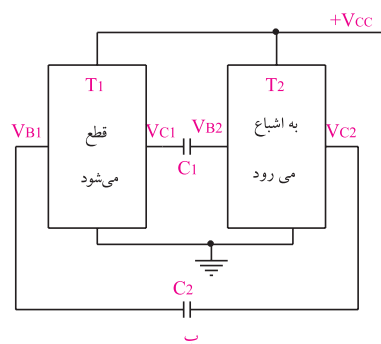 +VCC
T1
T2
VB1
قطع
می‌شود
VC1
C1
VB2
به اشباع
می رود
VC2
C2
ب